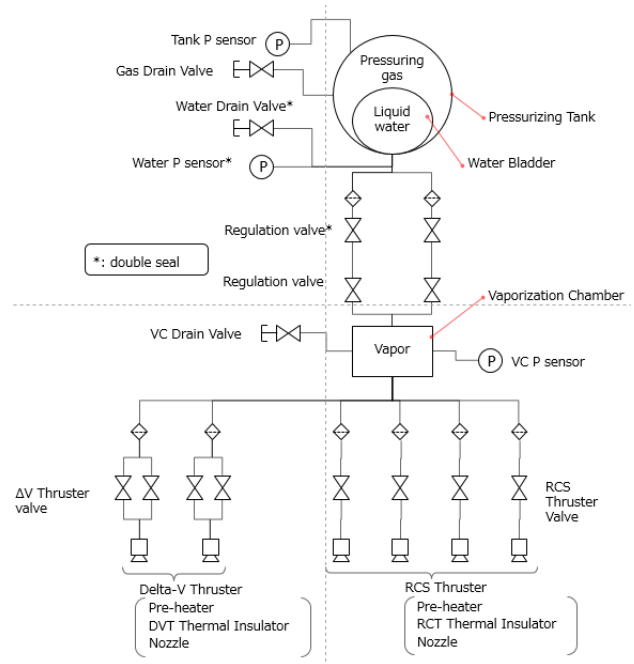 Tank P sensor
P
Pressuring
gas
Gas Drain Valve
Water Drain Valve*
Liquid
water
Pressurizing Tank
Water P sensor*
P
Water Bladder
Regulation valve*
*: double seal
Regulation valve
Vaporization Chamber
VC Drain Valve
Vapor
P
VC P sensor
ΔV Thruster
valve
RCS
Thruster
Valve
Delta-V Thruster
Pre-heater
DVT Thermal Insulator
Nozzle
RCS Thruster
Pre-heater
RCT Thermal Insulator
Nozzle